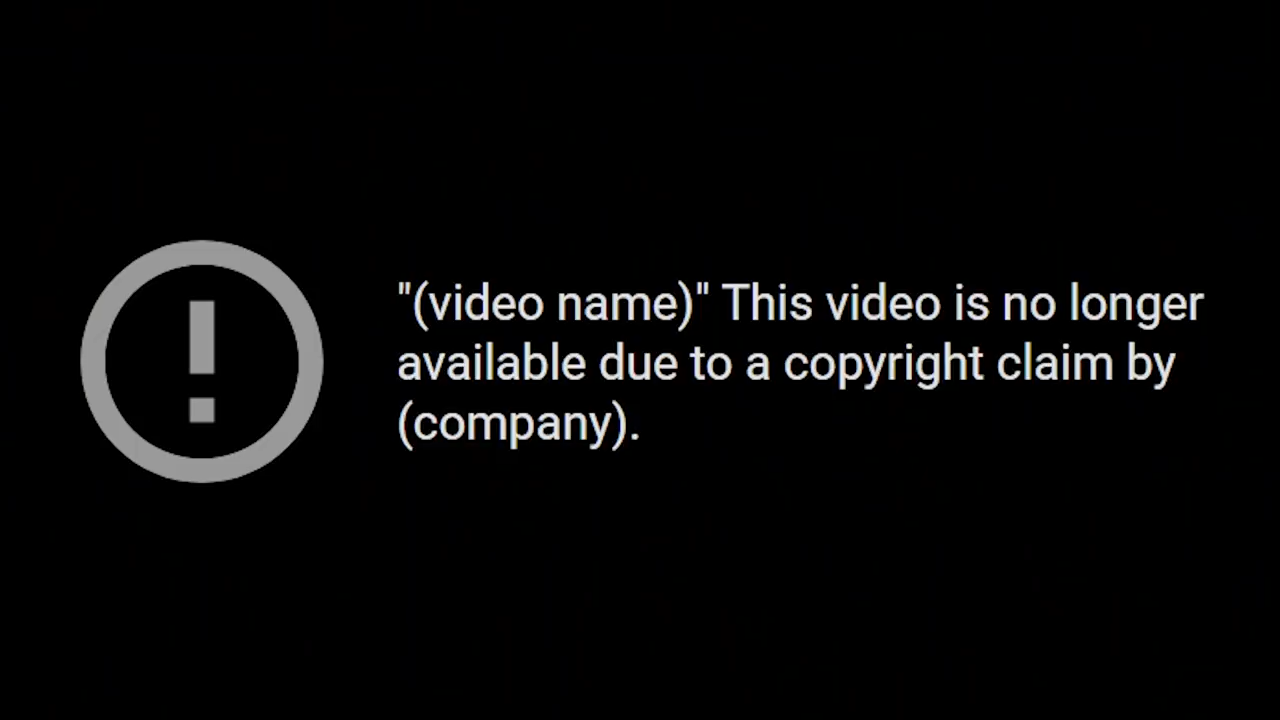 "(video name)" This video is no longer
available due to a copyright claim by
(company).